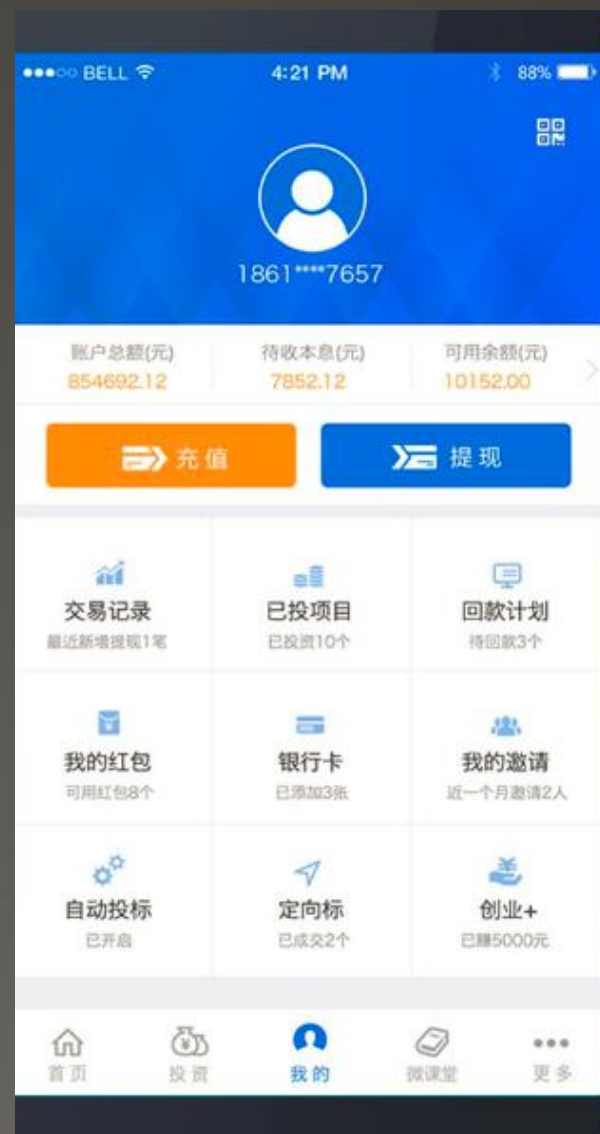 BELL 4:21 PM 88%
1861****7657
账户总额(元) 待收本息(元) 可用余额(元)
854692.12 7852.12 10152.00
充值 提现
交易记录 已投项目 回款计划
最近新增提现1笔 已投资10个 待回款3个
我的红包 银行卡 我的邀请
可用红包8个 已添加3张 近一个月邀请2人
自动投标 定向标 创业+
已开启 已成交2个 已赚5000元
首页 投资 我的 微课堂 更多